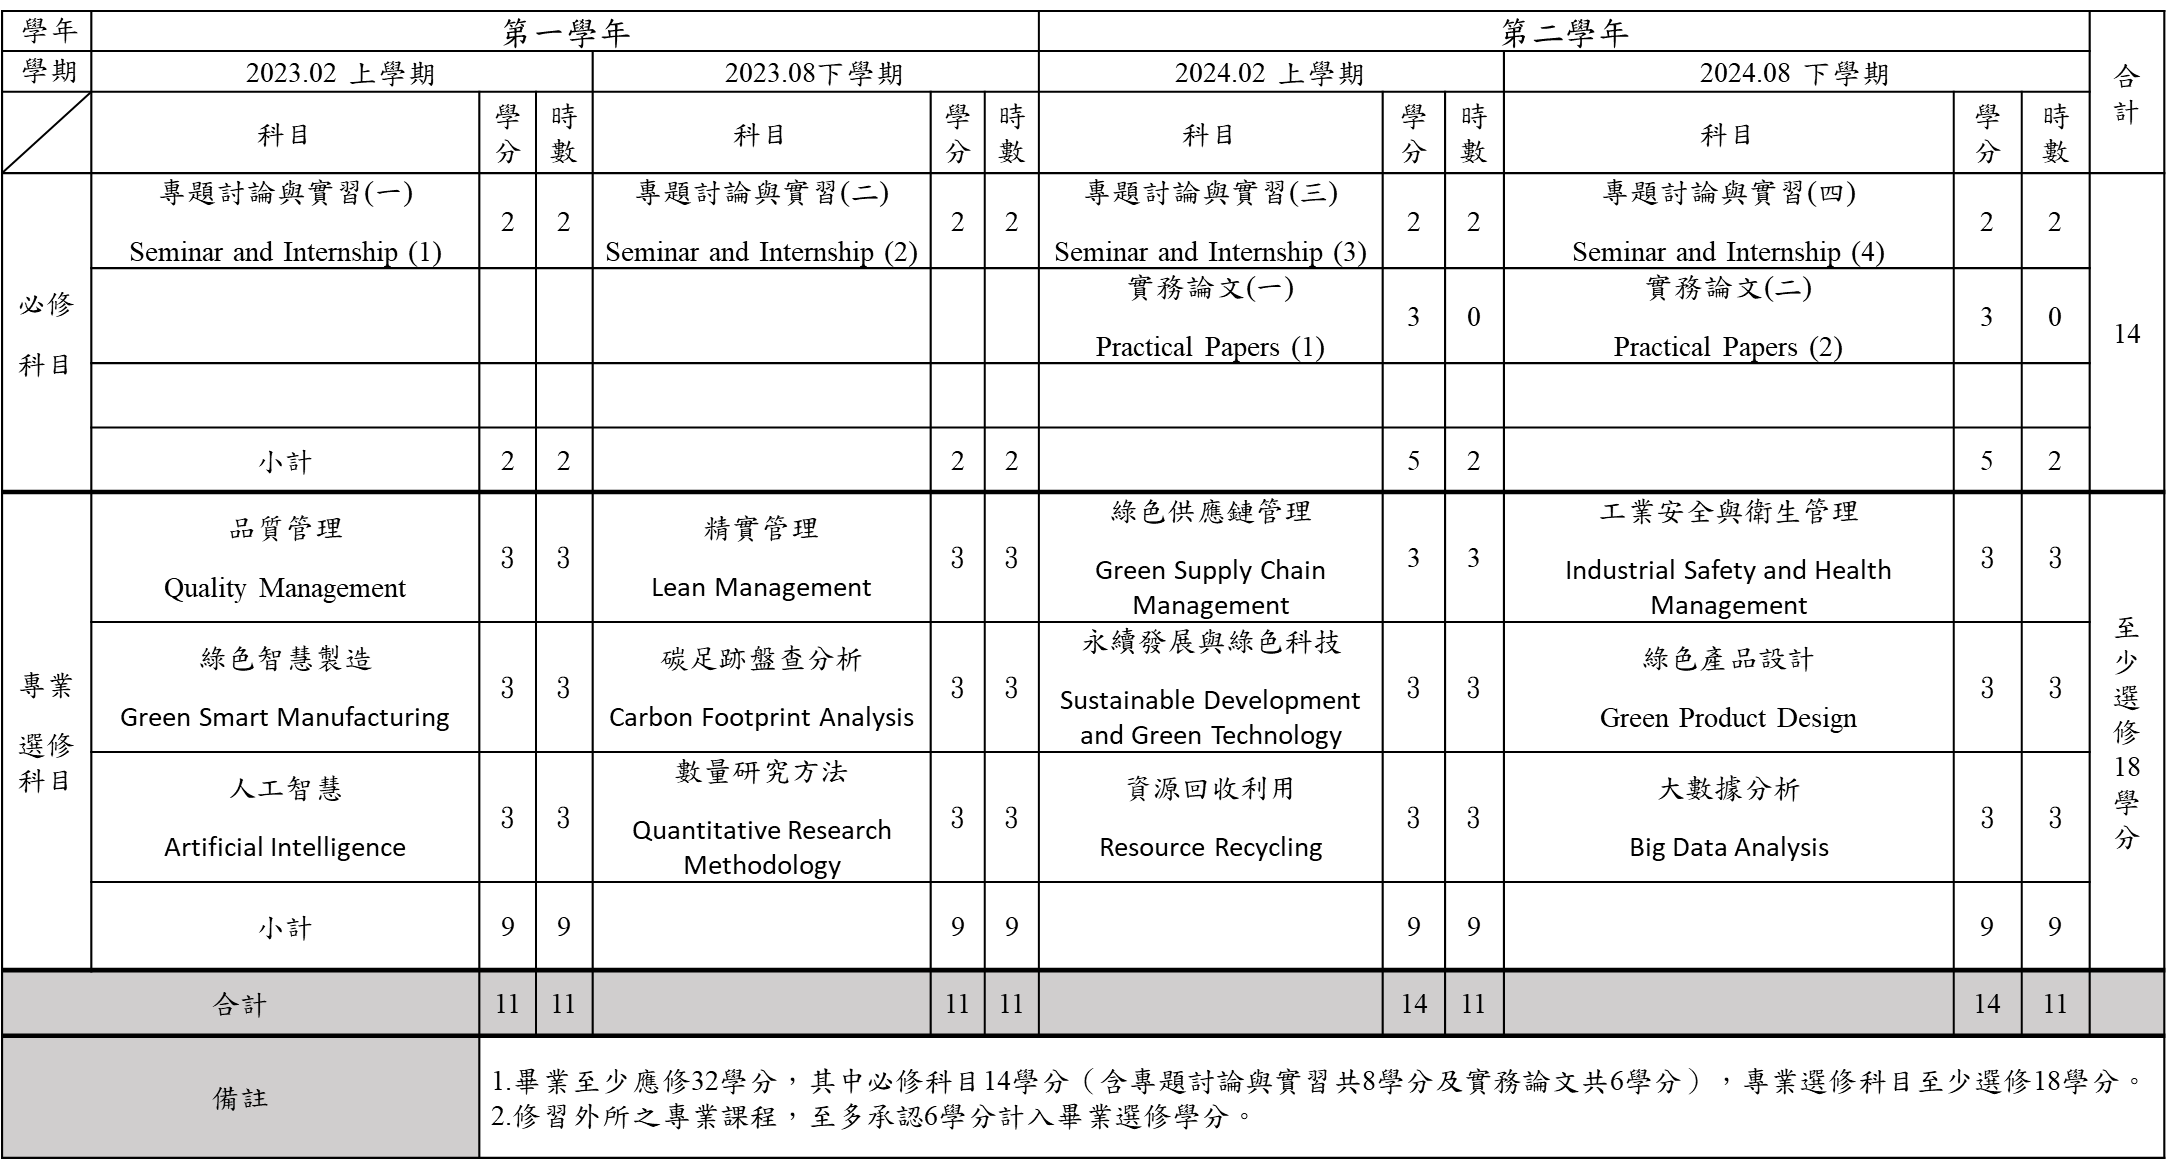 學年 第一學年 第二學年 合計
學期 2023.02 上學期 2023.08下學期 2024.02 上學期 2024.08 下學期
科目 學分 時數 科目 學分 時數 科目 學分 時數 科目 學分 時數
必修
科目
專題討論與實習(一)
Seminar and Internship (1)
2 2
專題討論與實習(二)
Seminar and Internship (2)
2 2
專題討論與實習(三)
Seminar and Internship (3)
2 2
專題討論與實習(四)
Seminar and Internship (4)
2 2
14
實務論文(一)
Practical Papers (1)
3 0
實務論文(二)
Practical Papers (2)
3 0
小計 2 2 2 2 5 2 5 2
專業
選修
科目
品質管理
Quality Management
3 3
精實管理
Lean Management
3 3
綠色供應鏈管理
Green Supply Chain
Management
3 3
工業安全與衛生管理
Industrial Safety and Health
Management
3 3
至少選修18學分
綠色智慧製造
Green Smart Manufacturing
3 3
碳足跡盤查分析
Carbon Footprint Analysis
3 3
永續發展與綠色科技
Sustainable Development
and Green Technology
3 3
綠色產品設計
Green Product Design
3 3
人工智慧
Artificial Intelligence
3 3
數量研究方法
Quantitative Research
Methodology
3 3
資源回收利用
Resource Recycling
3 3
大數據分析
Big Data Analysis
3 3
小計 9 9 9 9 9 9 9 9
合計 11 11 11 11 14 11 14 11
備註
1.畢業至少應修32學分，其中必修科目14學分（含專題討論與實習共8學分及實務論文共6學分），專業選修科目至少選修18學分。
2.修習外所之專業課程，至多承認6學分計入畢業選修學分。